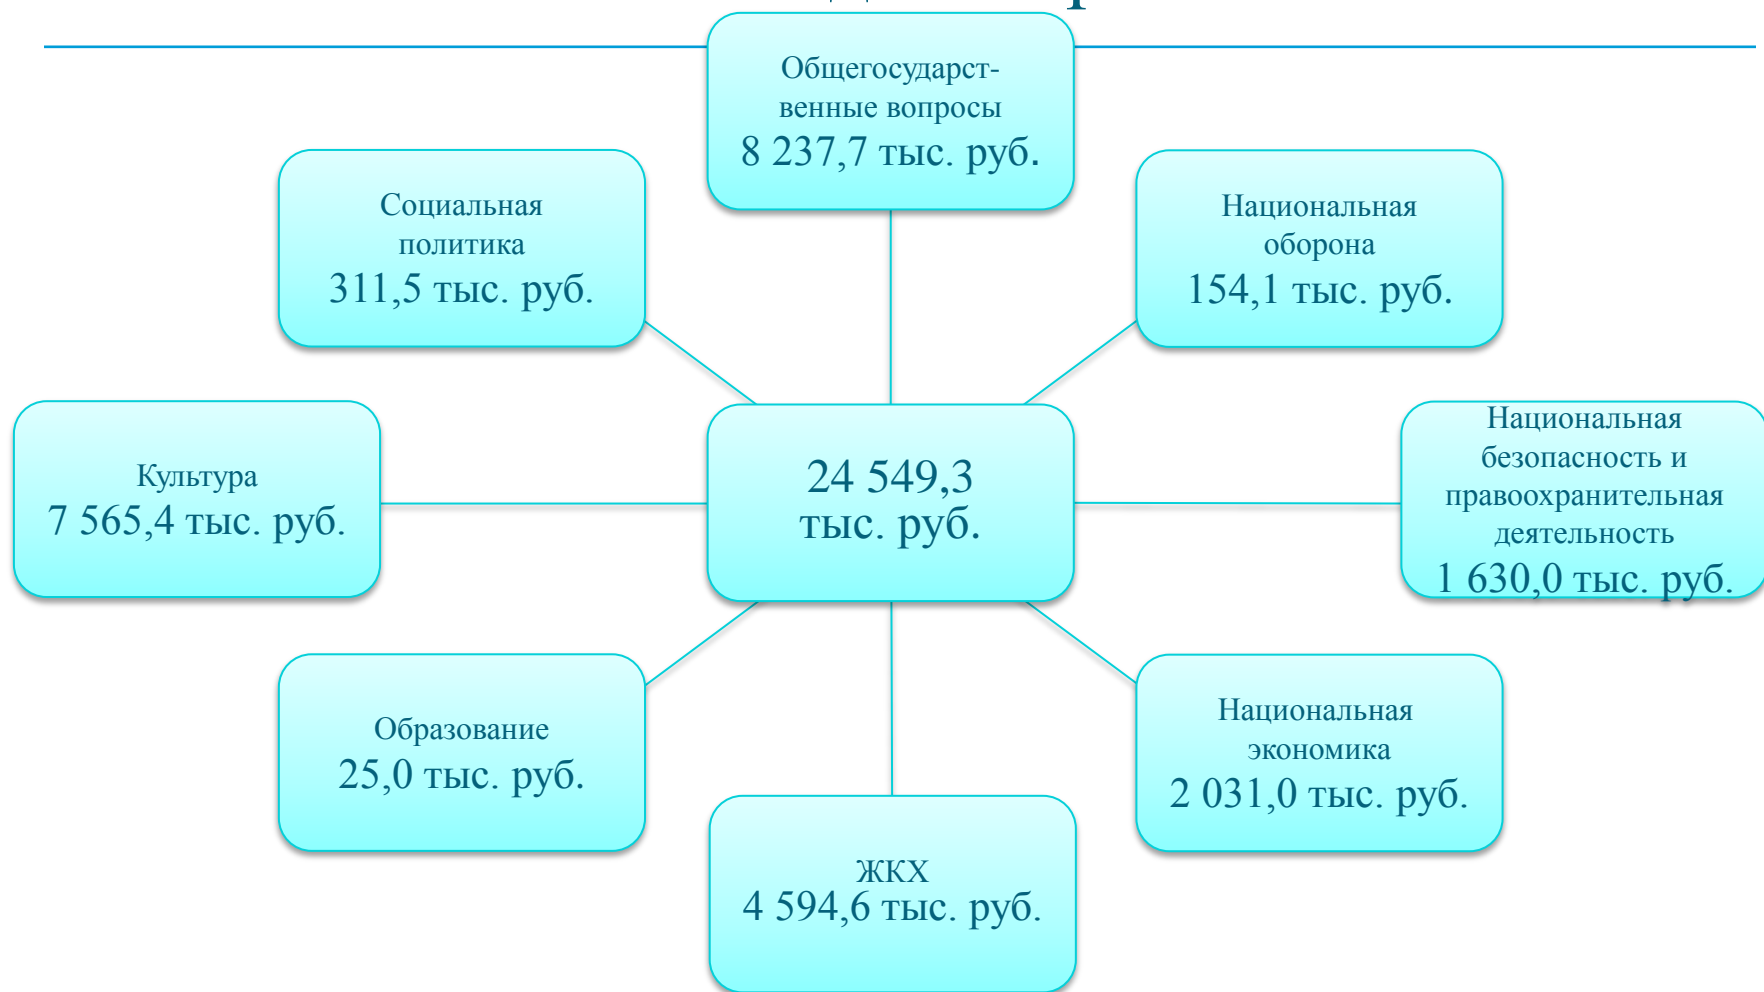 Общегосударст-
венные вопросы
8 237,7 тыс. руб.
Социальная
политика
311,5 тыс. руб.
Национальная
оборона
154,1 тыс. руб.
Культура
7 565,4 тыс. руб.
24 549,3
тыс. руб.
Национальная
безопасность и
правоохранительная
деятельность
1 630,0 тыс. руб.
Образование
25,0 тыс. руб.
Национальная
экономика
2 031,0 тыс. руб.
ЖКХ
4 594,6 тыс. руб.